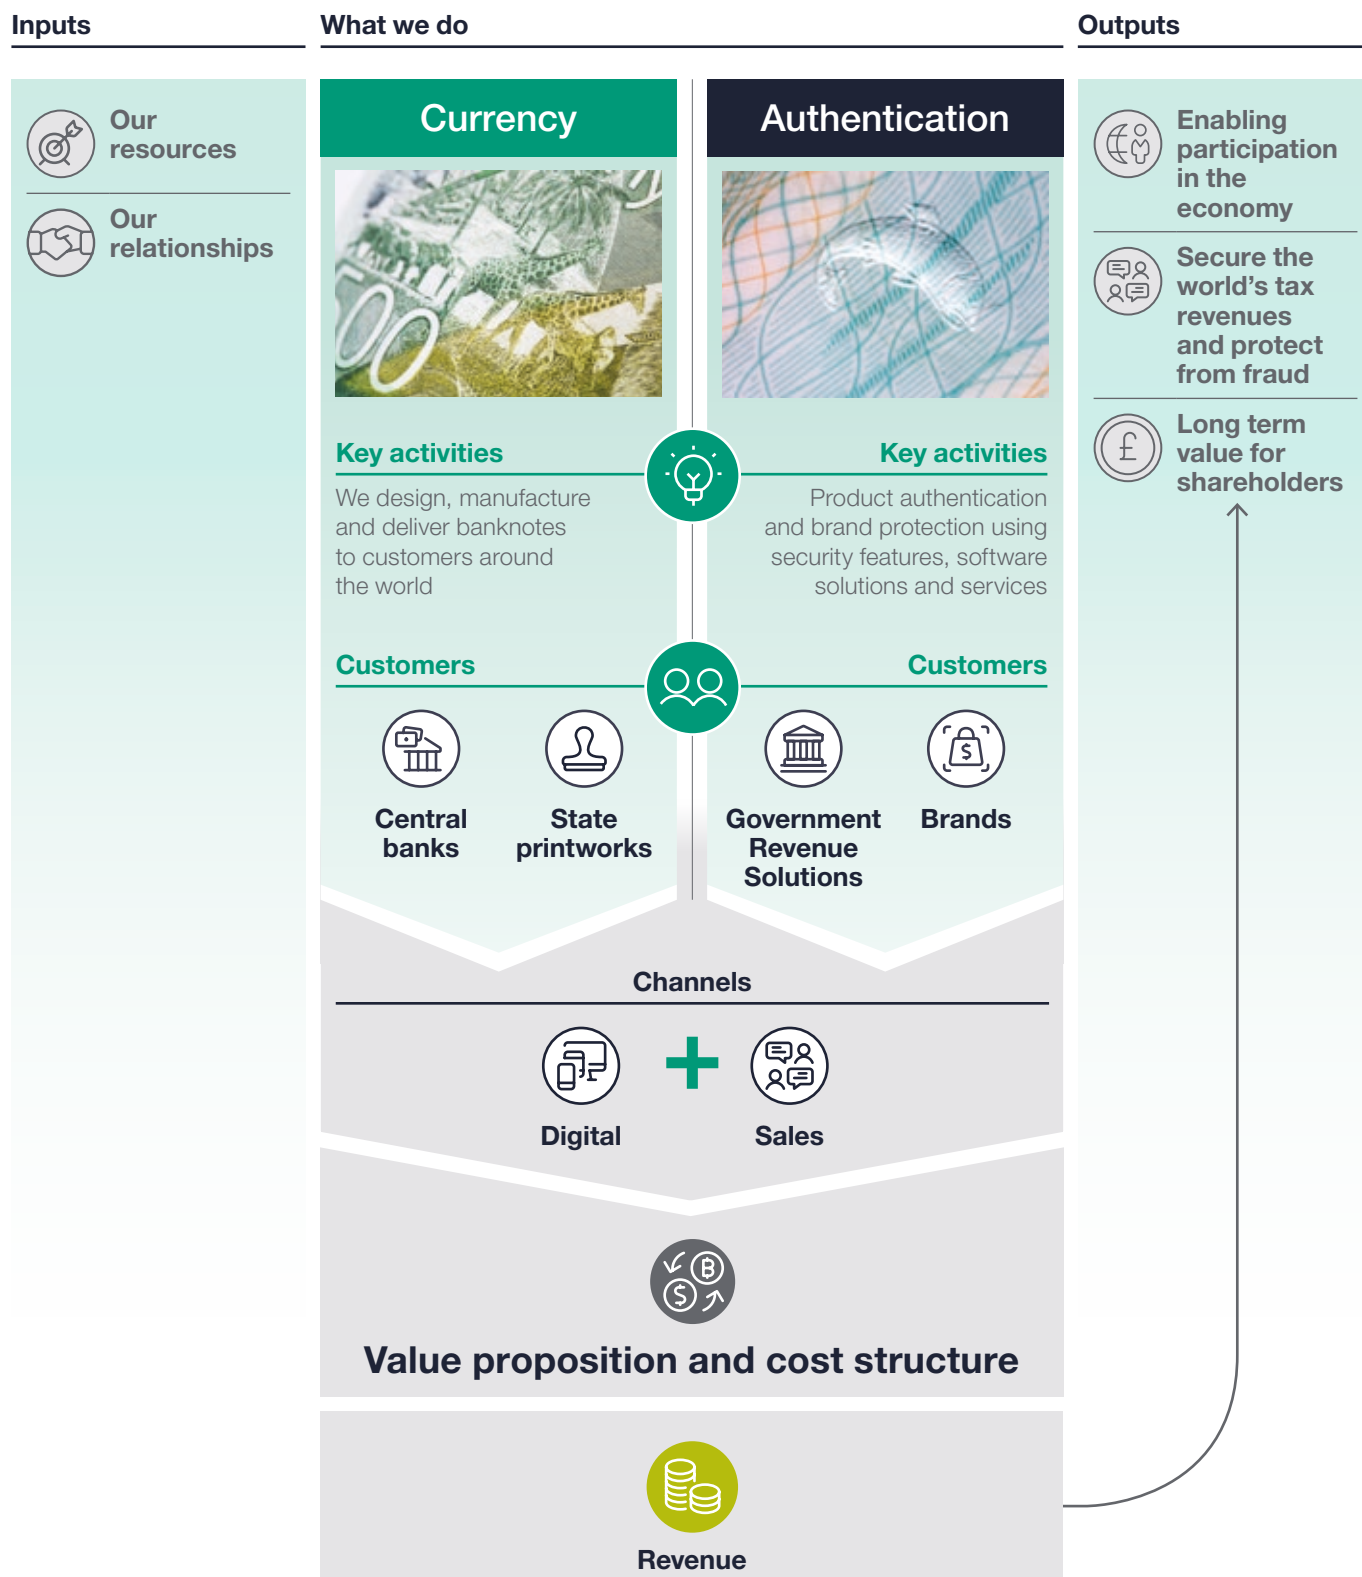 Inputs
Our
resources
Our
relationships
What we do
Currency
Key activities
We design, manufacture
and deliver banknotes
to customers around
the world
Customers
Central
banks
State
printworks
Authentication
Key activities
Product authentication
and brand protection using
security features, software
solutions and services
Customers
Government
Revenue
Solutions
Brands
Channels
Digital
Sales
Value proposition and cost structure
Revenue
Outputs
Enabling
participation
in the
economy
Secure the
world's tax
revenues
and protect
from fraud
Long term
value for
shareholders